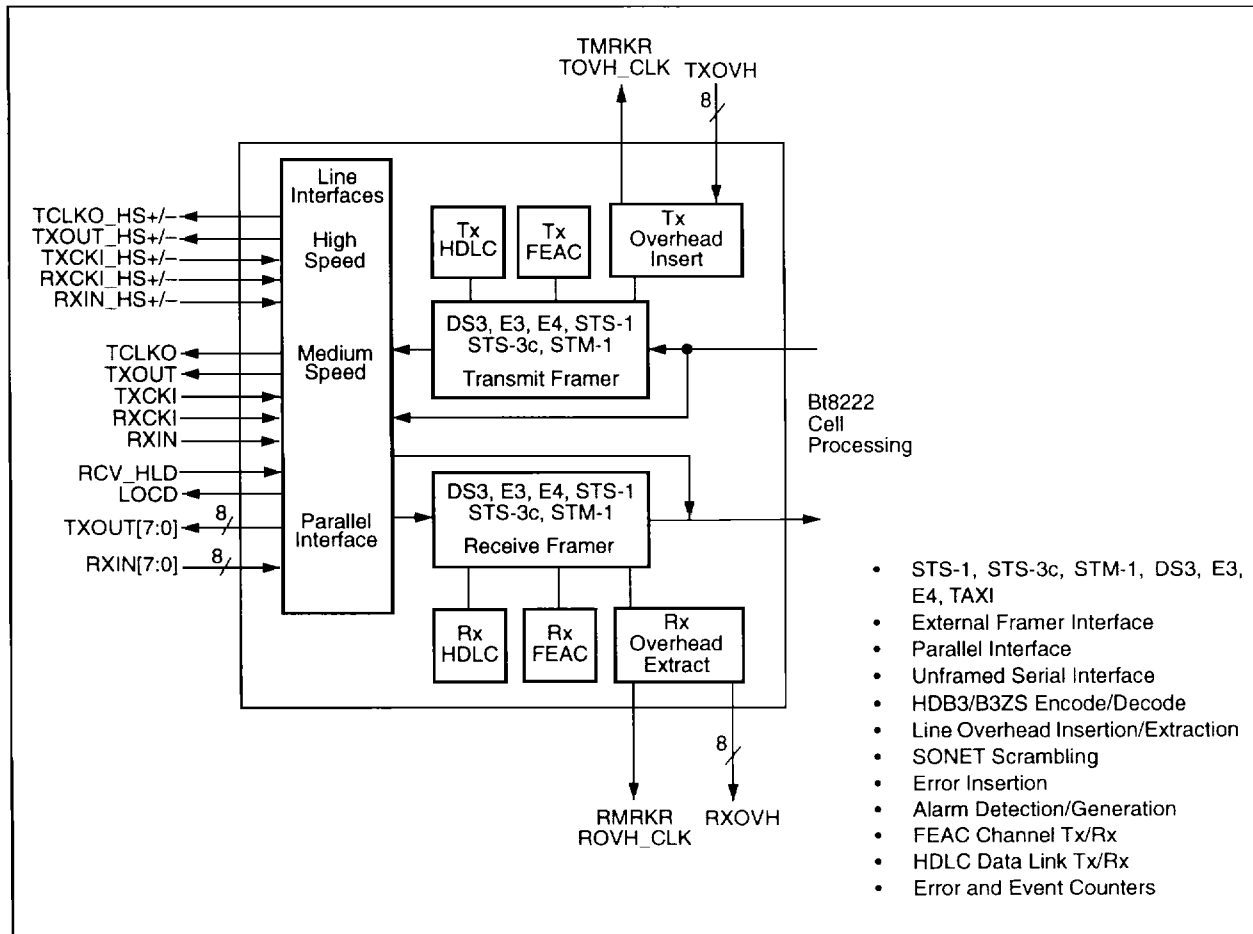 TMRKR
TOVH_CLK
TXOVH
8
Line
Interfaces
High
Speed
Medium
Speed
Parallel
Interface
TCLKO_HS+/–
TXOUT_HS+/–
TXCKI_HS+/–
RXCKI_HS+/–
RXIN_HS+/–
TCLKO
TXOUT
TXCKI
RXCKI
RXIN
RCV_HLD
LOCD
TXOUT[7:0]
8
RXIN[7:0]
8
Tx
HDLC
Tx
FEAC
Tx
Overhead
Insert
DS3, E3, E4, STS-1
STS-3c, STM-1
Transmit Framer
Bt8222
Cell
Processing
DS3, E3, E4, STS-1
STS-3c, STM-1
Receive Framer
Rx
HDLC
Rx
FEAC
Rx
Overhead
Extract
8
RMRKR
ROVH_CLK
RXOVH
• STS-1, STS-3c, STM-1, DS3, E3,
E4, TAXI
• External Framer Interface
• Parallel Interface
• Unframed Serial Interface
• HDB3/B3ZS Encode/Decode
• Line Overhead Insertion/Extraction
• SONET Scrambling
• Error Insertion
• Alarm Detection/Generation
• FEAC Channel Tx/Rx
• HDLC Data Link Tx/Rx
• Error and Event Counters